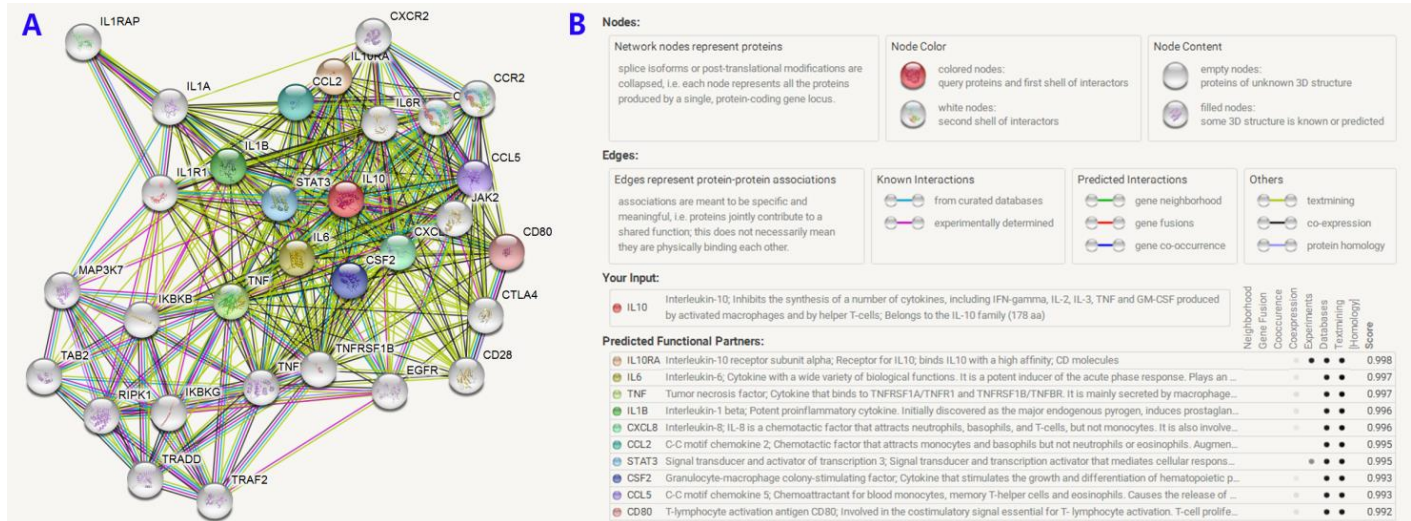 A
IL1RAP
CXCR2
IL10RA
CCL2
CCR2
IL1A
IL6R
C
IL1B
CCL5
IL1R1
STAT3
IL10
JAK2
IL6
CXCL
CD80
CSF2
MAP3K7
TNF
IKBKB
CTLA4
TNFRSF1B
TAB2
TNF
CD28
IKBKG
EGFR
RIPK1
TRADD
TRAF2
B
Nodes:
Network nodes represent proteins
splice isoforms or post-translational modifications are
collapsed, i.e. each node represents all the proteins
produced by a single, protein-coding gene locus.
Node Color
colored nodes:
query proteins and first shell of interactors
white nodes:
second shell of interactors
Node Content
empty nodes:
proteins of unknown 3D structure
filled nodes:
some 3D structure is known or predicted
Edges:
Edges represent protein-protein associations
associations are meant to be specific and
meaningful, i.e. proteins jointly contribute to a
shared function; this does not necessarily mean
they are physically binding each other.
Known Interactions
from curated databases
experimentally determined
Predicted Interactions
gene neighborhood
gene fusions
gene co-occurrence
Others
textmining
co-expression
protein homology
Your Input:
IL10 Interleukin-10; Inhibits the synthesis of a number of cytokines, including IFN-gamma, IL-2, IL-3, TNF and GM-CSF produced
by activated macrophages and by helper T-cells; Belongs to the IL-10 family (178 aa)
Neighborhood
Gene Fusion
Cooccurence
Coexpression
Experiments
Databases
Textmining
[Homology]
Score
Predicted Functional Partners:
IL10RA Interleukin-10 receptor subunit alpha; Receptor for IL10; binds IL10 with a high affinity; CD molecules 0.998
IL6 Interleukin-6; Cytokine with a wide variety of biological functions. It is a potent inducer of the acute phase response. Plays an ... 0.997
TNF Tumor necrosis factor; Cytokine that binds to TNFRSF1A/TNFR1 and TNFRSF1B/TNFBR. It is mainly secreted by macrophage... 0.997
IL1B Interleukin-1 beta; Potent proinflammatory cytokine. Initially discovered as the major endogenous pyrogen, induces prostaglan... 0.996
CXCL8 Interleukin-8; IL-8 is a chemotactic factor that attracts neutrophils, basophils, and T-cells, but not monocytes. It is also involve... 0.996
CCL2 C-C motif chemokine 2; Chemotactic factor that attracts monocytes and basophils but not neutrophils or eosinophils. Augmen... 0.995
STAT3 Signal transducer and activator of transcription 3; Signal transducer and transcription activator that mediates cellular respons... 0.995
CSF2 Granulocyte-macrophage colony-stimulating factor; Cytokine that stimulates the growth and differentiation of hematopoietic p... 0.993
CCL5 C-C motif chemokine 5; Chemoattractant for blood monocytes, memory T-helper cells and eosinophils. Causes the release of ... 0.993
CD80 T-lymphocyte activation antigen CD80; Involved in the costimulatory signal essential for T- lymphocyte activation. T-cell prolife... 0.992